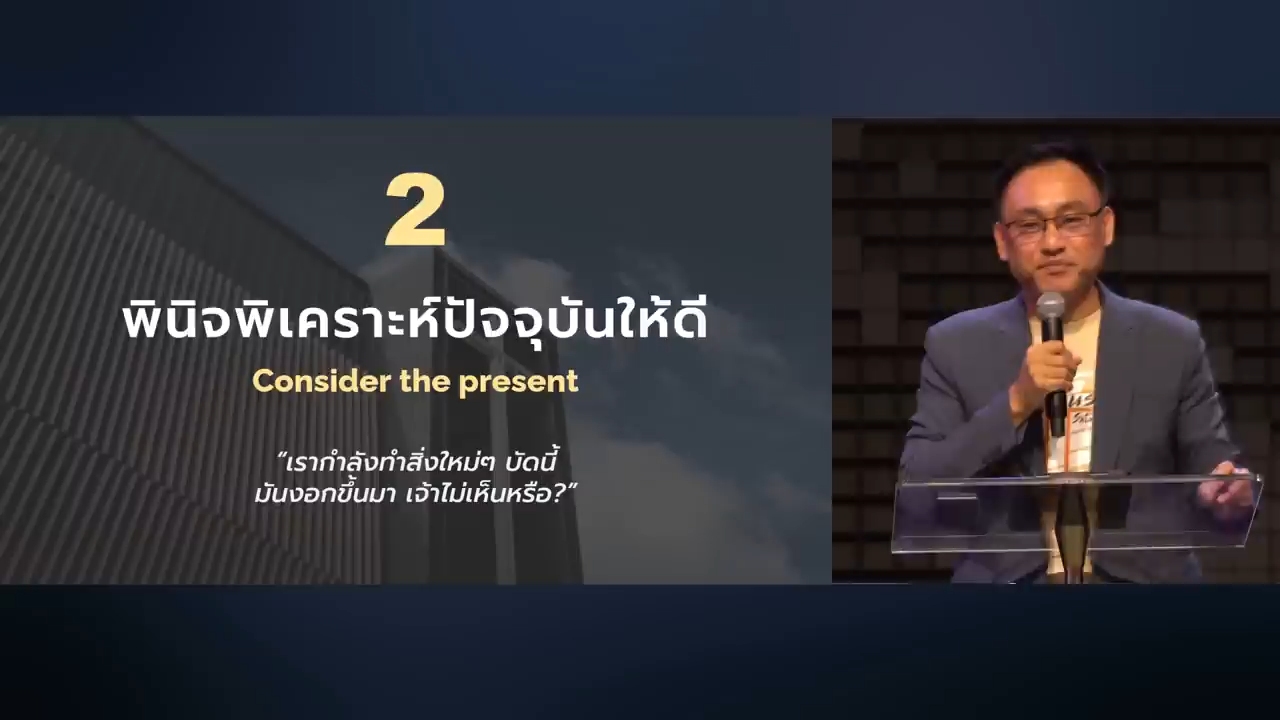 2
พินิจพิเคราะห์ปัจจุบันให้ดี
Consider the present
“เรากำลังทำสิ่งใหม่ๆ บัดนี้
มันงอกขึ้นมา เจ้าไม่เห็นหรือ?”